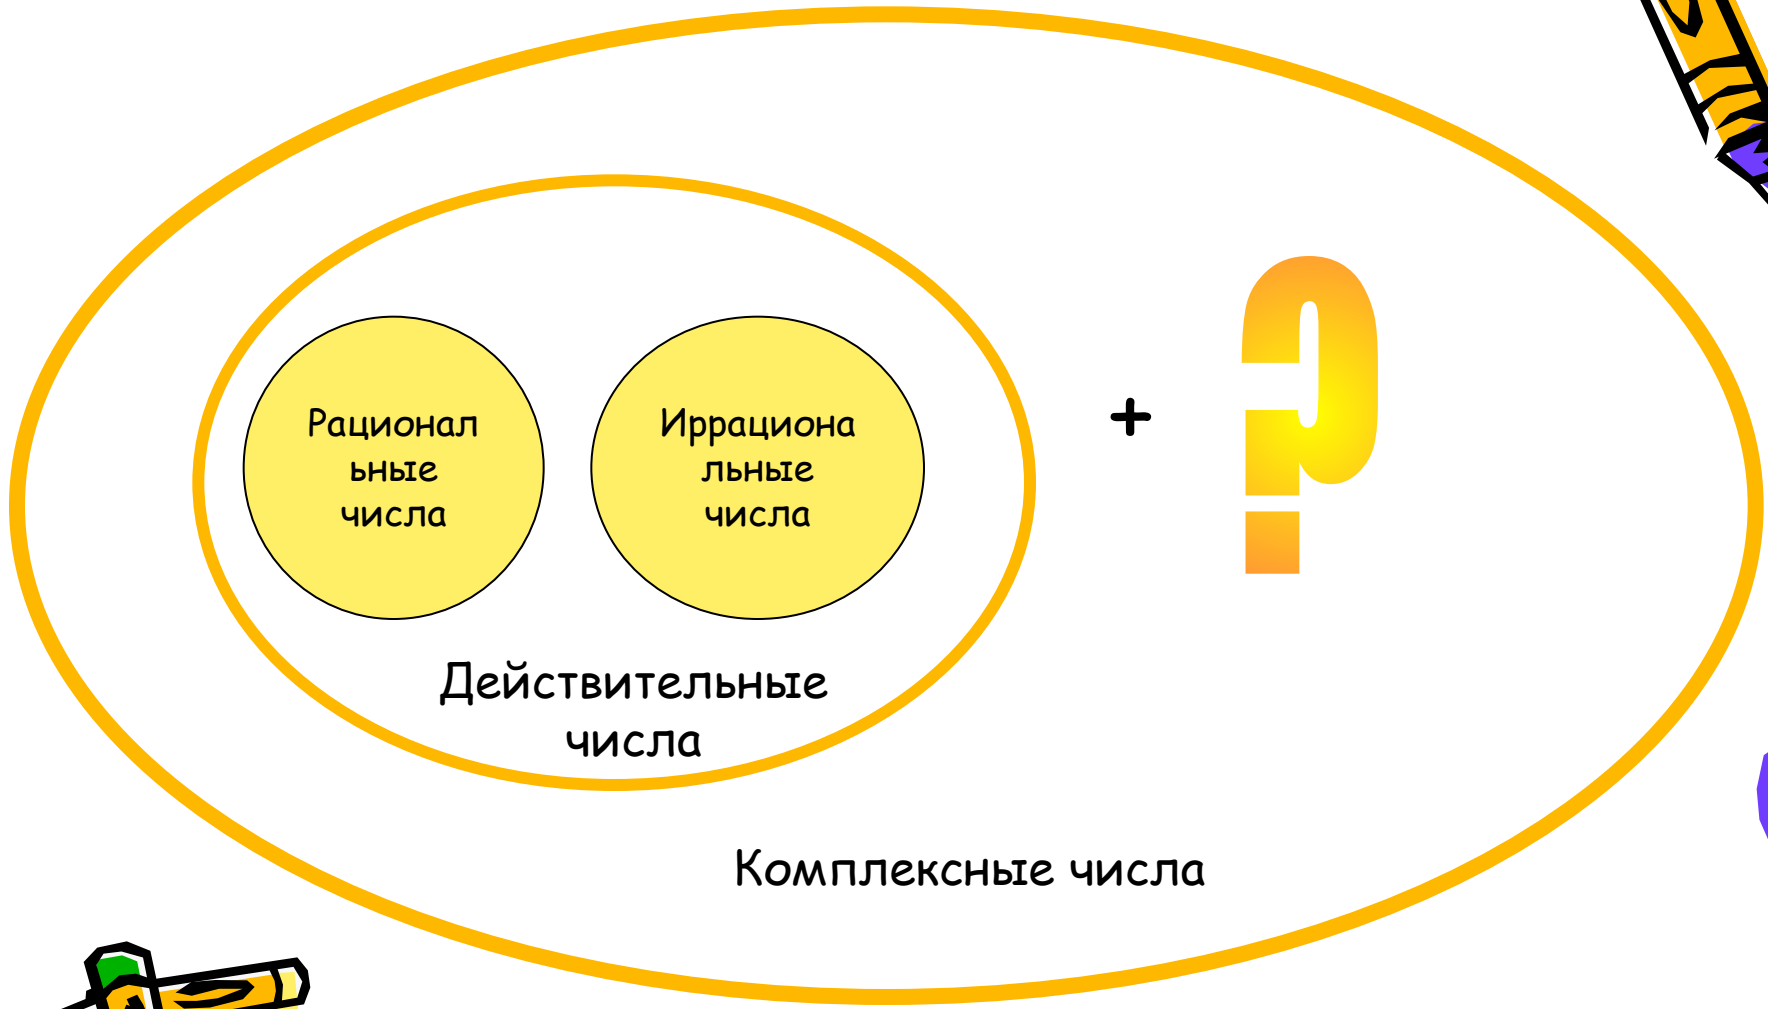 Рационал
ьные
числа
Иррациона
льные
числа
+
?
Действительные
числа
Комплексные числа